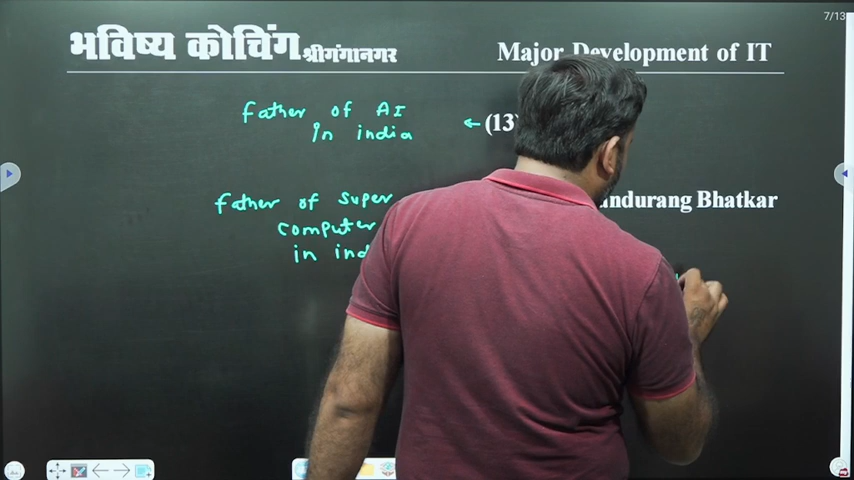 7/13
भविष्य कोचिंग श्रीगंगानगर
Major Development of IT
father of AI
in india
← (13)
father of super
computer
in ind
andurang Bhatkar